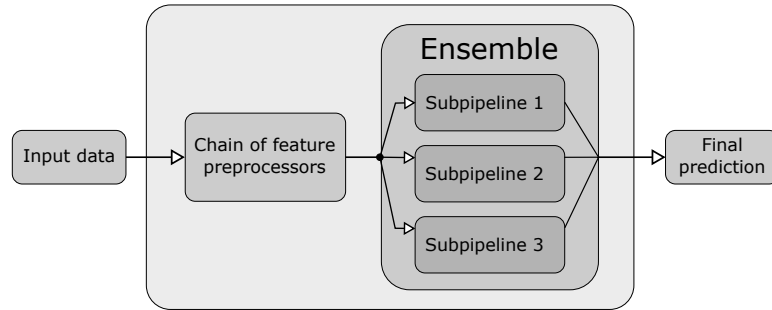 Ensemble
Subpipeline 1
Input data
Chain of feature
preprocessors
Subpipeline 2
Final
prediction
Subpipeline 3